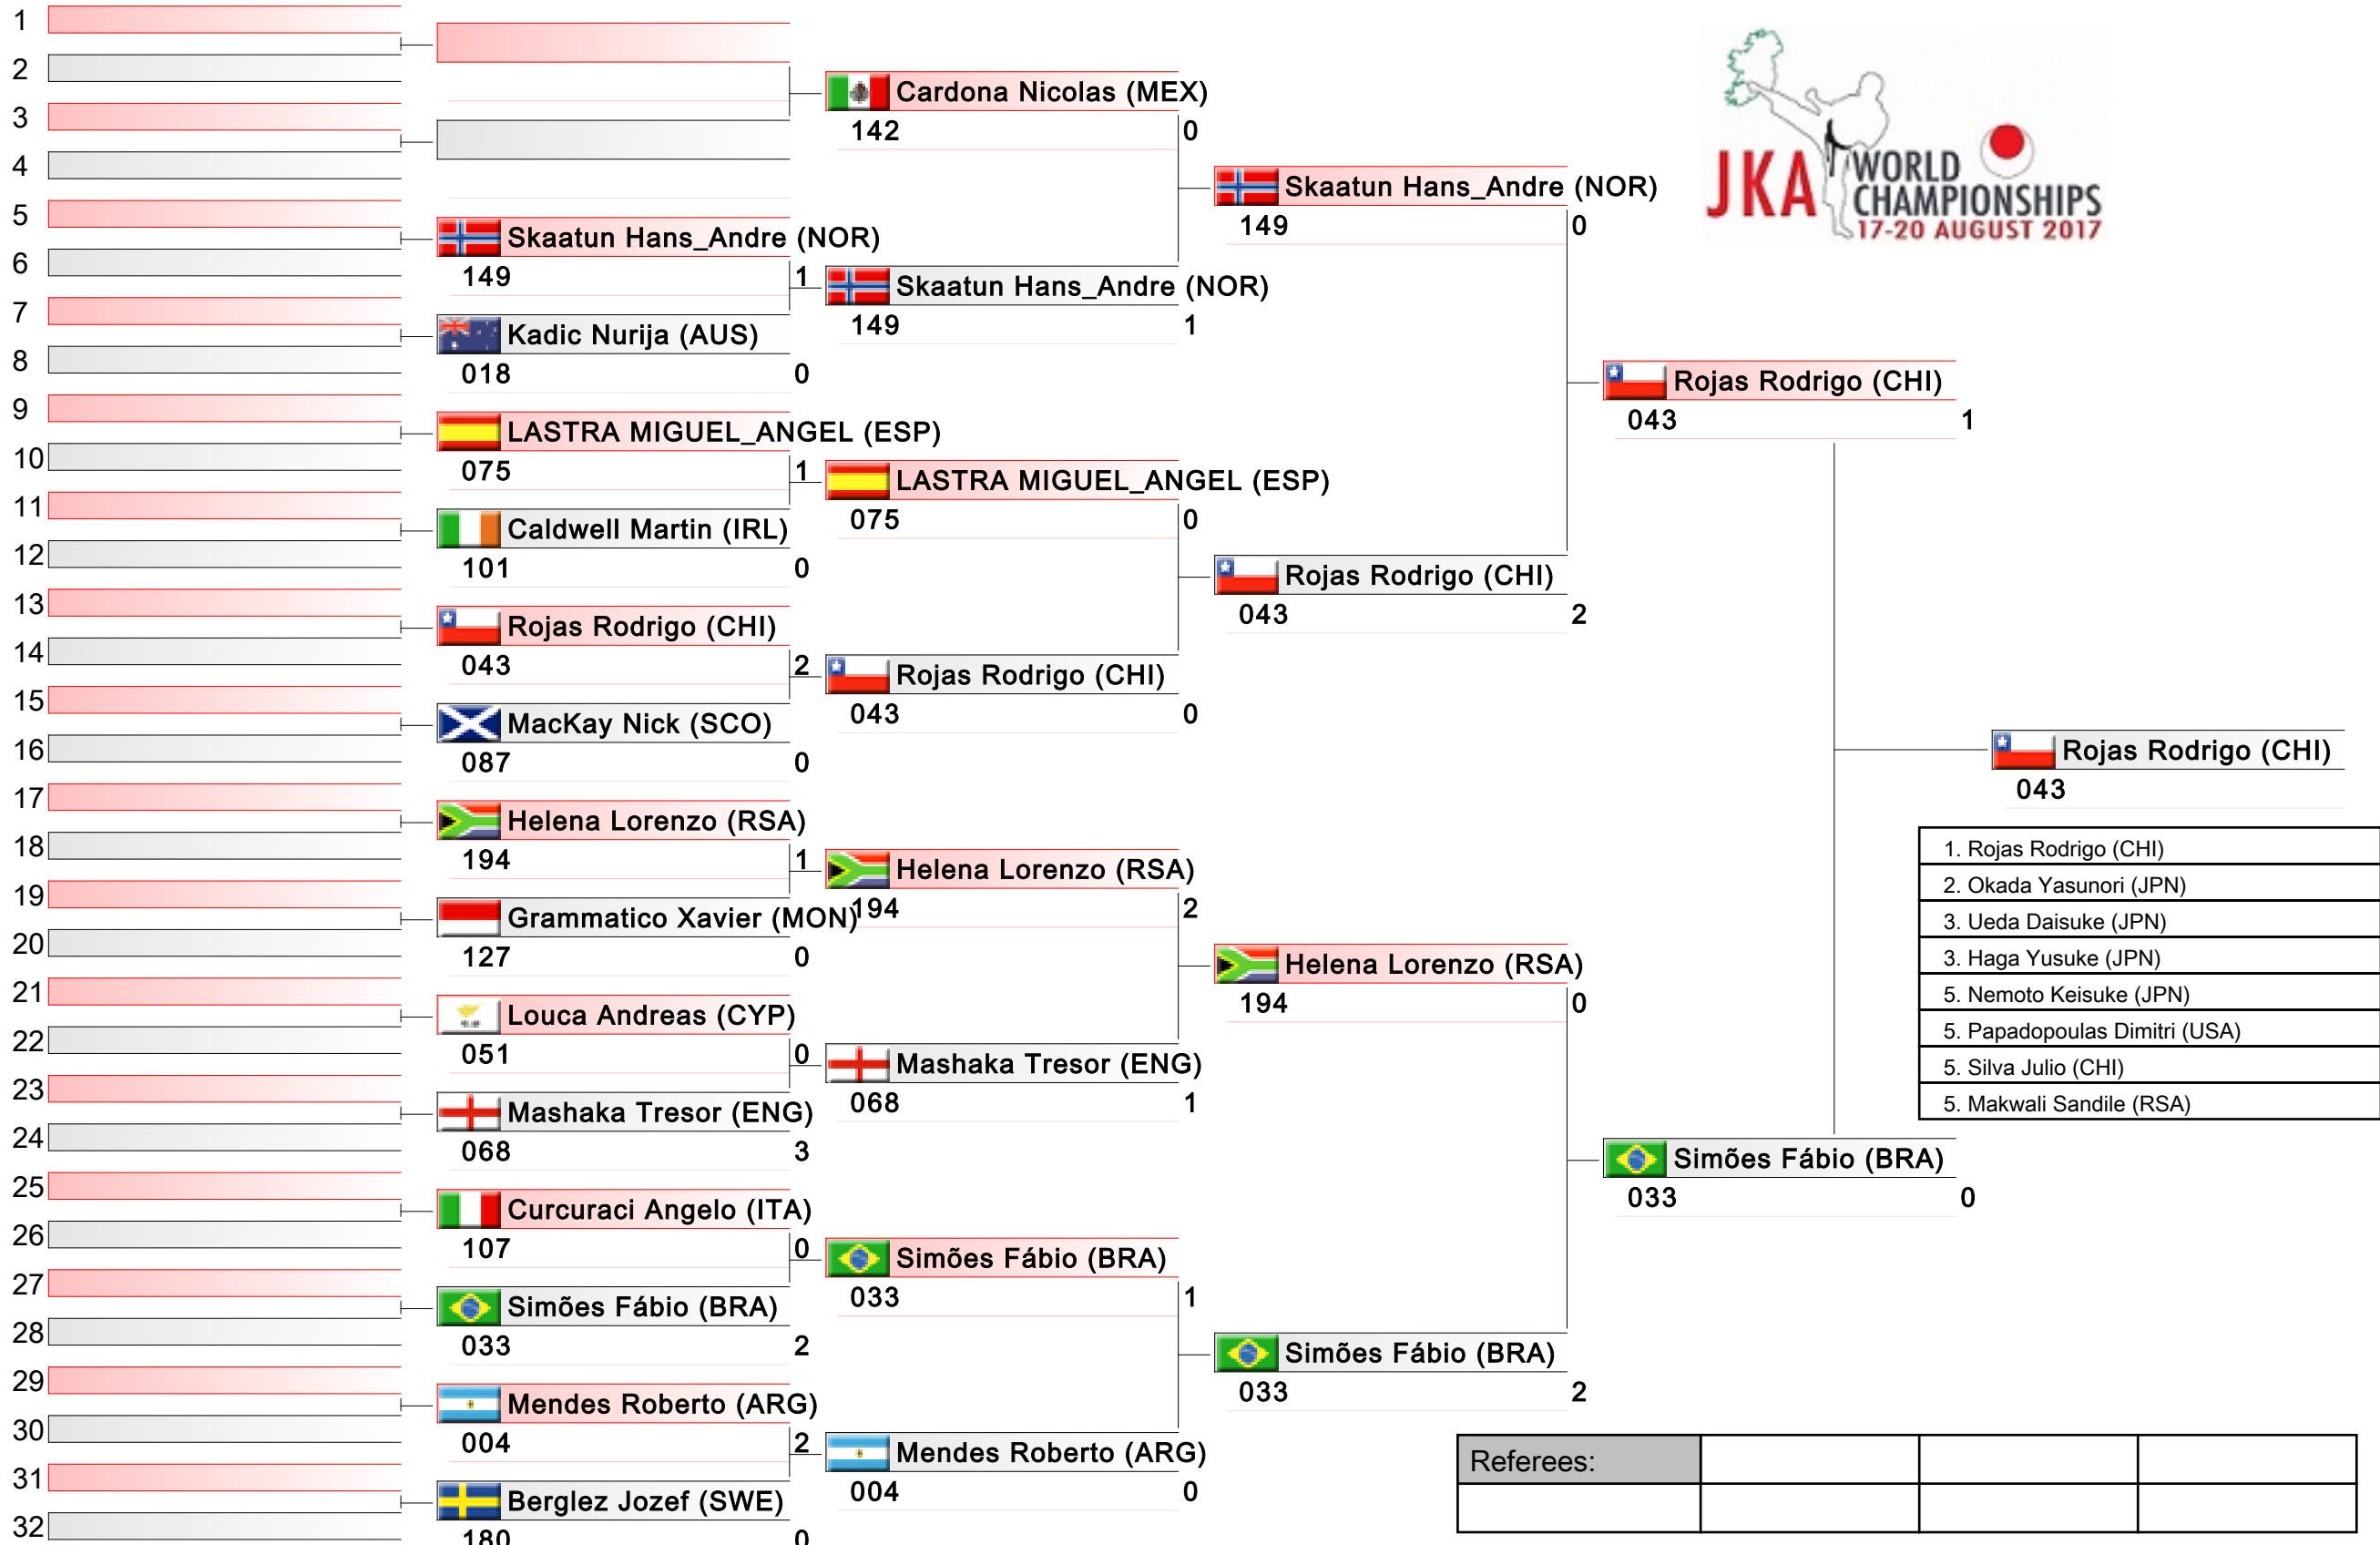 1
2
3
4
5
6
7
8
9
10
11
12
13
14
15
16
17
18
19
20
21
22
23
24
25
26
27
28
29
30
31
32
Skaatun Hans_Andre (NOR)
149 1
Kadic Nurija (AUS)
018 0
LASTRA MIGUEL_ANGEL (ESP)
075 1
Caldwell Martin (IRL)
101 0
Rojas Rodrigo (CHI)
043 2
MacKay Nick (SCO)
087 0
Helena Lorenzo (RSA)
194 1
Grammatico Xavier (MON)
127 0
Louca Andreas (CYP)
051 0
Mashaka Tresor (ENG)
068 3
Curcuraci Angelo (ITA)
107 0
Simões Fábio (BRA)
033 2
Mendes Roberto (ARG)
004 2
Berglez Jozef (SWE)
180 0
Cardona Nicolas (MEX)
142 0
Skaatun Hans_Andre (NOR)
149 1
LASTRA MIGUEL_ANGEL (ESP)
075 0
Rojas Rodrigo (CHI)
043 0
Helena Lorenzo (RSA)
194 2
Mashaka Tresor (ENG)
068 1
Simões Fábio (BRA)
033 1
Mendes Roberto (ARG)
004 0
Skaatun Hans_Andre (NOR)
149 0
Rojas Rodrigo (CHI)
043 2
Helena Lorenzo (RSA)
194 0
Simões Fábio (BRA)
033 2
Rojas Rodrigo (CHI)
043 1
Simões Fábio (BRA)
033 0
Rojas Rodrigo (CHI)
043
JKA WORLD
CHAMPIONSHIPS
17-20 AUGUST 2017
1. Rojas Rodrigo (CHI)
2. Okada Yasunori (JPN)
3. Ueda Daisuke (JPN)
3. Haga Yusuke (JPN)
5. Nemoto Keisuke (JPN)
5. Papadopoulas Dimitri (USA)
5. Silva Julio (CHI)
5. Makwali Sandile (RSA)
Referees: